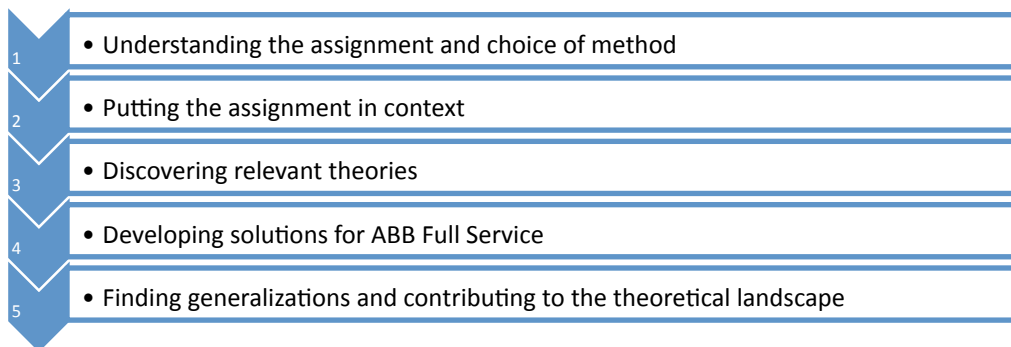 1 • Understanding the assignment and choice of method
2 • Putting the assignment in context
3 • Discovering relevant theories
4 • Developing solutions for ABB Full Service
5 • Finding generalizations and contributing to the theoretical landscape